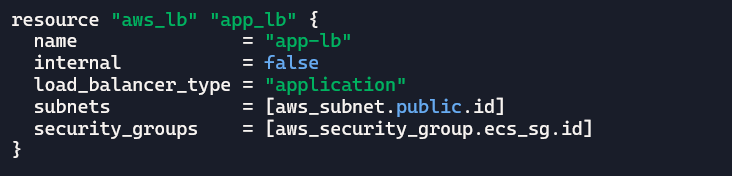 resource "aws_lb" "app_lb" {
  name               = "app-lb"
  internal           = false
  load_balancer_type = "application"
  subnets            = [aws_subnet.public.id]
  security_groups    = [aws_security_group.ecs_sg.id]
}